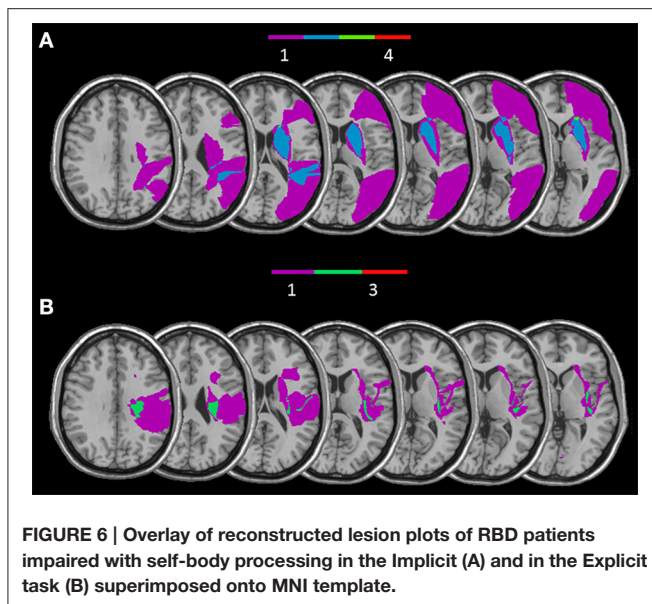 A
1 4
1 3
B
FIGURE 6 | Overlay of reconstructed lesion plots of RBD patients
impaired with self-body processing in the Implicit (A) and in the Explicit
task (B) superimposed onto MNI template.